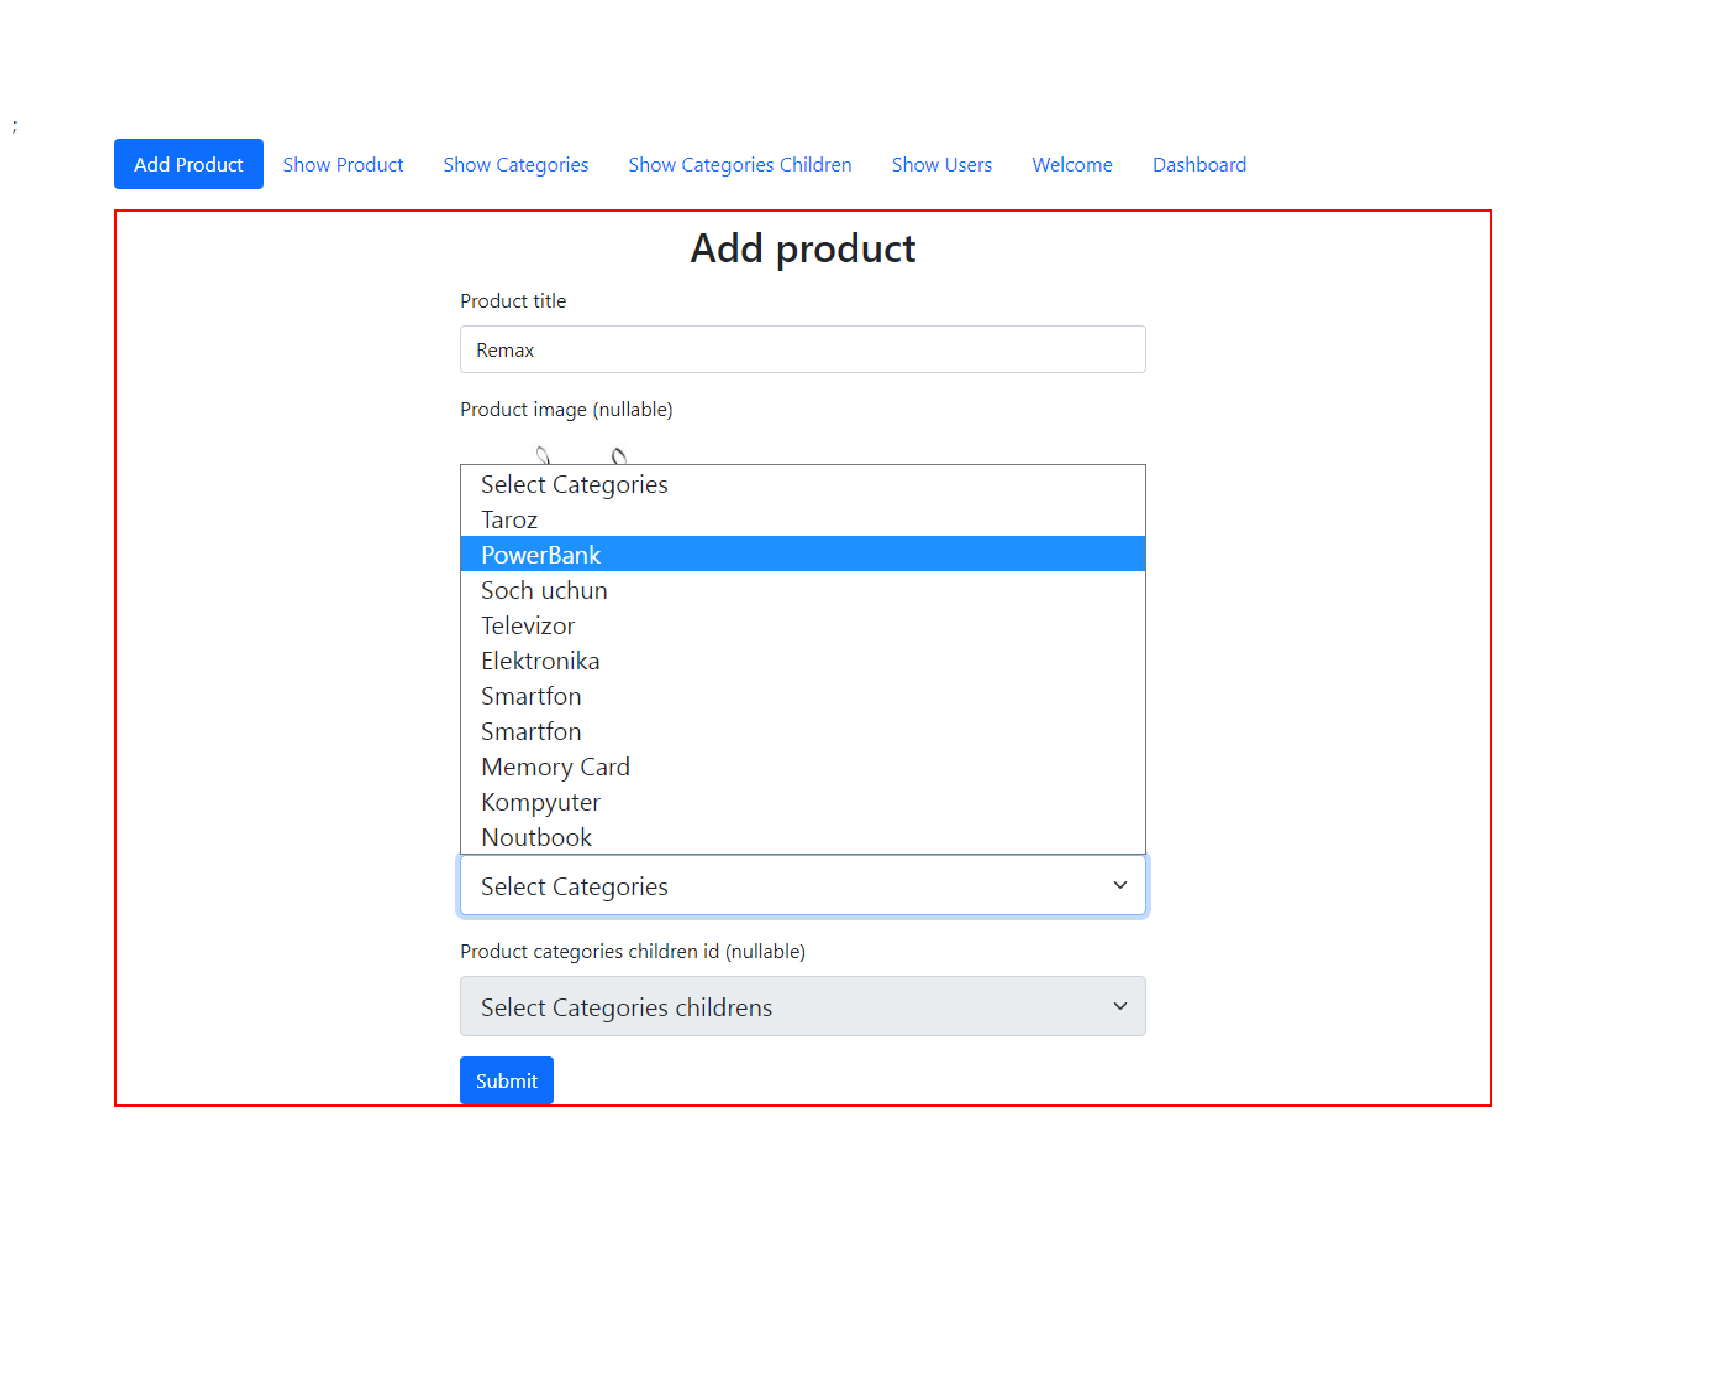 ;
Add Product Show Product Show Categories Show Categories Children Show Users Welcome Dashboard
Add product
Product title
Remax
Product image (nullable)
Select Categories
Taroz
PowerBank
Soch uchun
Televizor
Elektronika
Smartfon
Smartfon
Memory Card
Kompyuter
Noutbook
Select Categories
Product categories children id (nullable)
Select Categories childrens
Submit